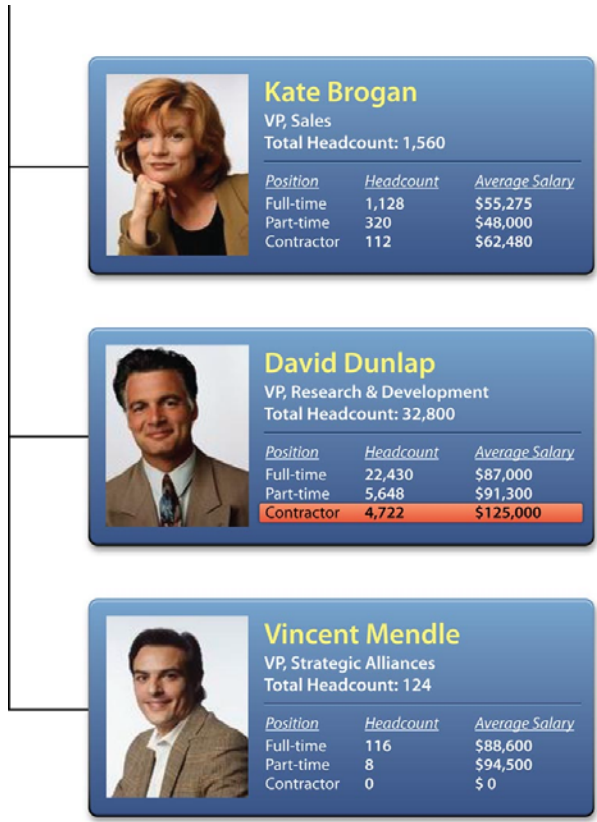 Kate Brogan
VP, Sales
Total Headcount: 1,560
Position Headcount Average Salary
Full-time 1,128 $55,275
Part-time 320 $48,000
Contractor 112 $62,480
David Dunlap
VP, Research & Development
Total Headcount: 32,800
Position Headcount Average Salary
Full-time 22,430 $87,000
Part-time 5,648 $91,300
Contractor 4,722 $125,000
Vincent Mendle
VP, Strategic Alliances
Total Headcount: 124
Position Headcount Average Salary
Full-time 116 $88,600
Part-time 8 $94,500
Contractor 0 $ 0